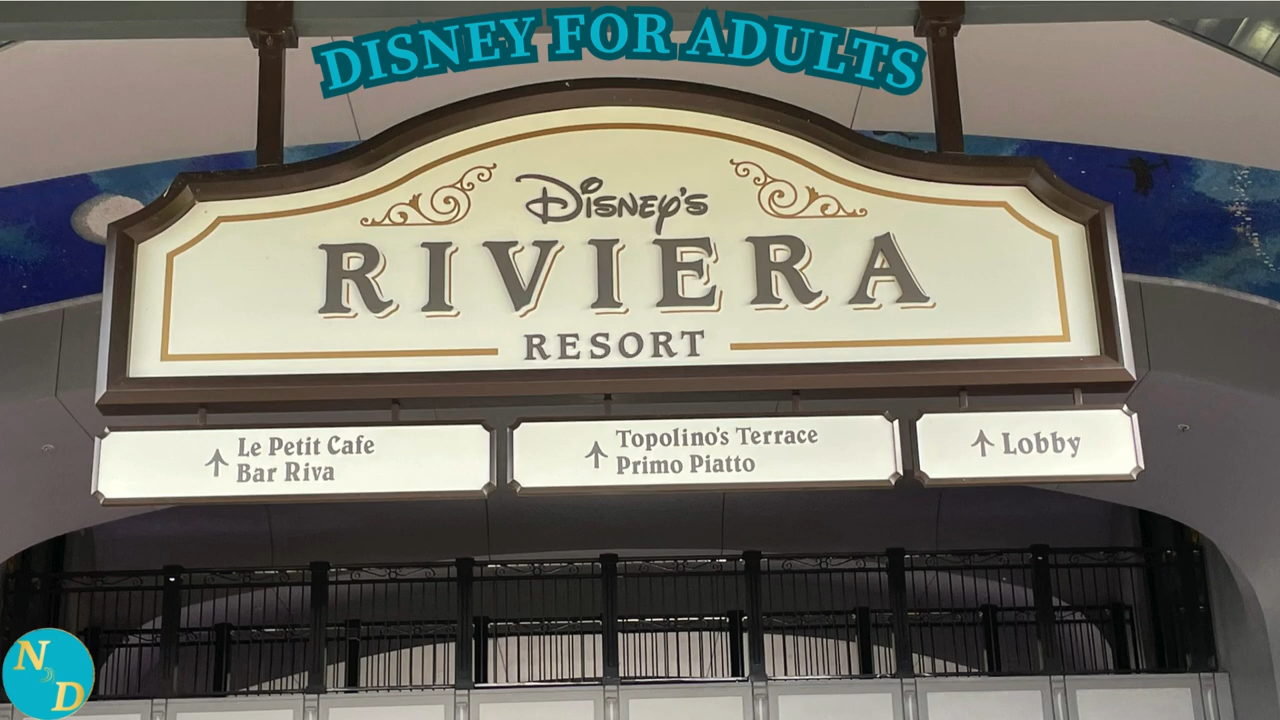 DISNEY FOR ADULTS
Disney's
RIVIERA
RESORT
↑ Le Petit Cafe
Bar Riva
↑ Topolino's Terrace
Primo Piatto
↑ Lobby
N
D